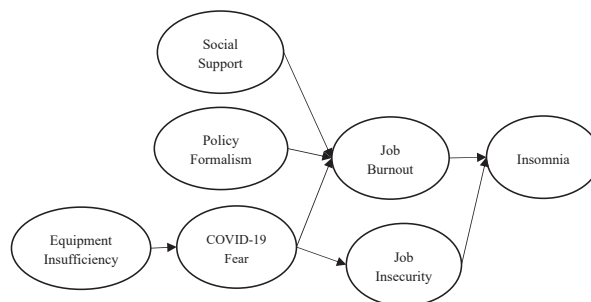 Social
Support
Policy
Formalism
Job
Burnout
Insomnia
Equipment
Insufficiency
COVID-19
Fear
Job
Insecurity